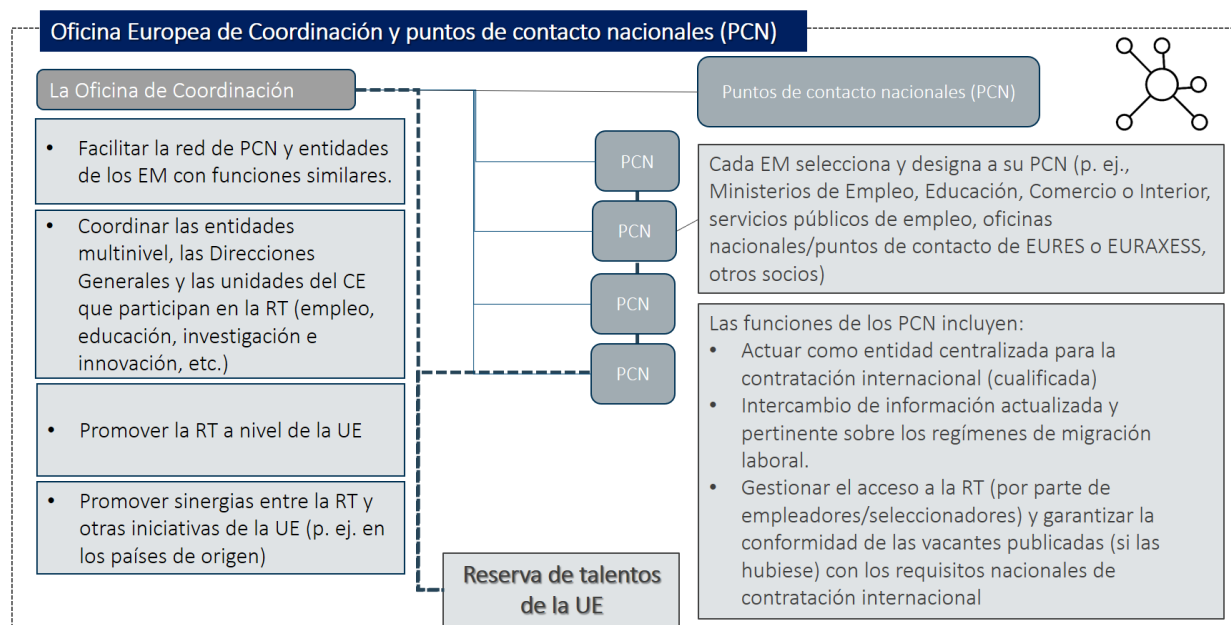 Oficina Europea de Coordinación y puntos de contacto nacionales (PCN)
La Oficina de Coordinación
• Facilitar la red de PCN y entidades
de los EM con funciones similares.
• Coordinar las entidades
multinivel, las Direcciones
Generales y las unidades del CE
que participan en la RT (empleo,
educación, investigación e
innovación, etc.)
• Promover la RT a nivel de la UE
• Promover sinergias entre la RT y
otras iniciativas de la UE (p. ej. en
los países de origen)
PCN
PCN
PCN
PCN
Reserva de talentos
de la UE
Puntos de contacto nacionales (PCN)
Cada EM selecciona y designa a su PCN (p. ej.,
Ministerios de Empleo, Educación, Comercio o Interior,
servicios públicos de empleo, oficinas
nacionales/puntos de contacto de EURES o EURAXESS,
otros socios)
Las funciones de los PCN incluyen:
• Actuar como entidad centralizada para la
contratación internacional (cualificada)
• Intercambio de información actualizada y
pertinente sobre los regímenes de migración
laboral.
• Gestionar el acceso a la RT (por parte de
empleadores/seleccionadores) y garantizar la
conformidad de las vacantes publicadas (si las
hubiese) con los requisitos nacionales de
contratación internacional